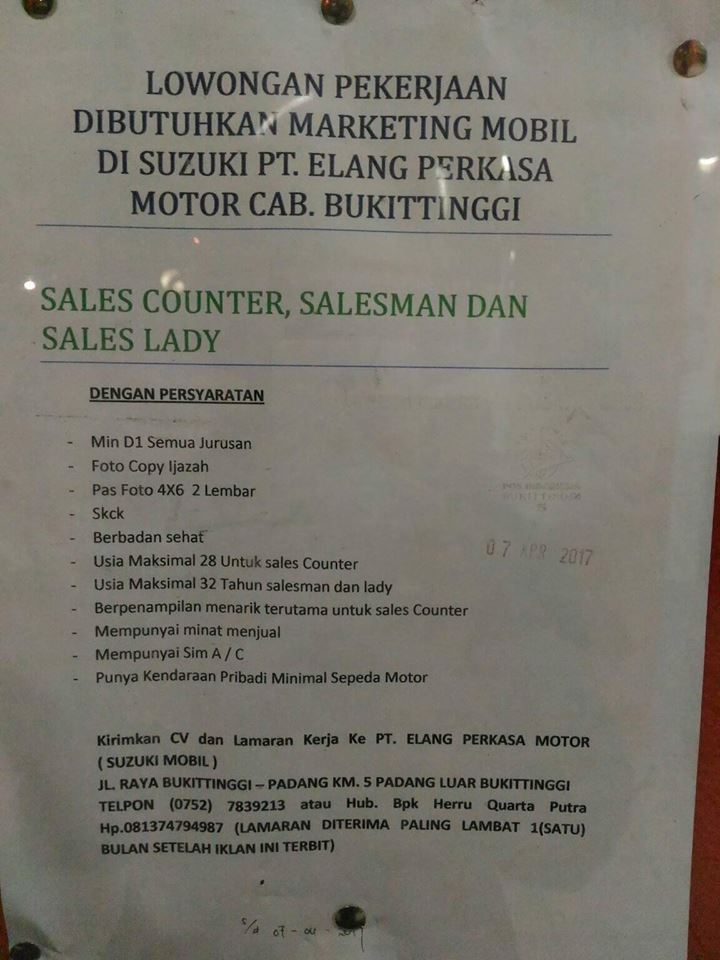 LOWONGAN PEKERJAAN
DIBUTUHKAN MARKETING MOBIL
DI SUZUKI PT. ELANG PERKASA
MOTOR CAB. BUKITTINGGI
SALES COUNTER, SALESMAN DAN
SALES LADY
DENGAN PERSYARATAN
- Min D1 Semua Jurusan
- Foto Copy Ijazah
- Pas Foto 4X6 2 Lembar
- Skck
- Berbadan sehat
- Usia Maksimal 28 Untuk sales Counter
- Usia Maksimal 32 Tahun salesman dan lady
- Berpenampilan menarik terutama untuk sales Counter
- Mempunyai minat menjual
- Mempunyai Sim A / C
- Punya Kendaraan Pribadi Minimal Sepeda Motor
POS INDONESIA
BUKITTINGGI
07 APR 2017
Kirimkan CV dan Lamaran Kerja Ke PT. ELANG PERKASA MOTOR
( SUZUKI MOBIL )
JL. RAYA BUKITTINGGI – PADANG KM. 5 PADANG LUAR BUKITTINGGI
TELPON (0752) 7839213 atau Hub. Bpk Herru Quarta Putra
Hp.081374794987 (LAMARAN DITERIMA PALING LAMBAT 1(SATU)
BULAN SETELAH IKLAN INI TERBIT)
s/d 07 -